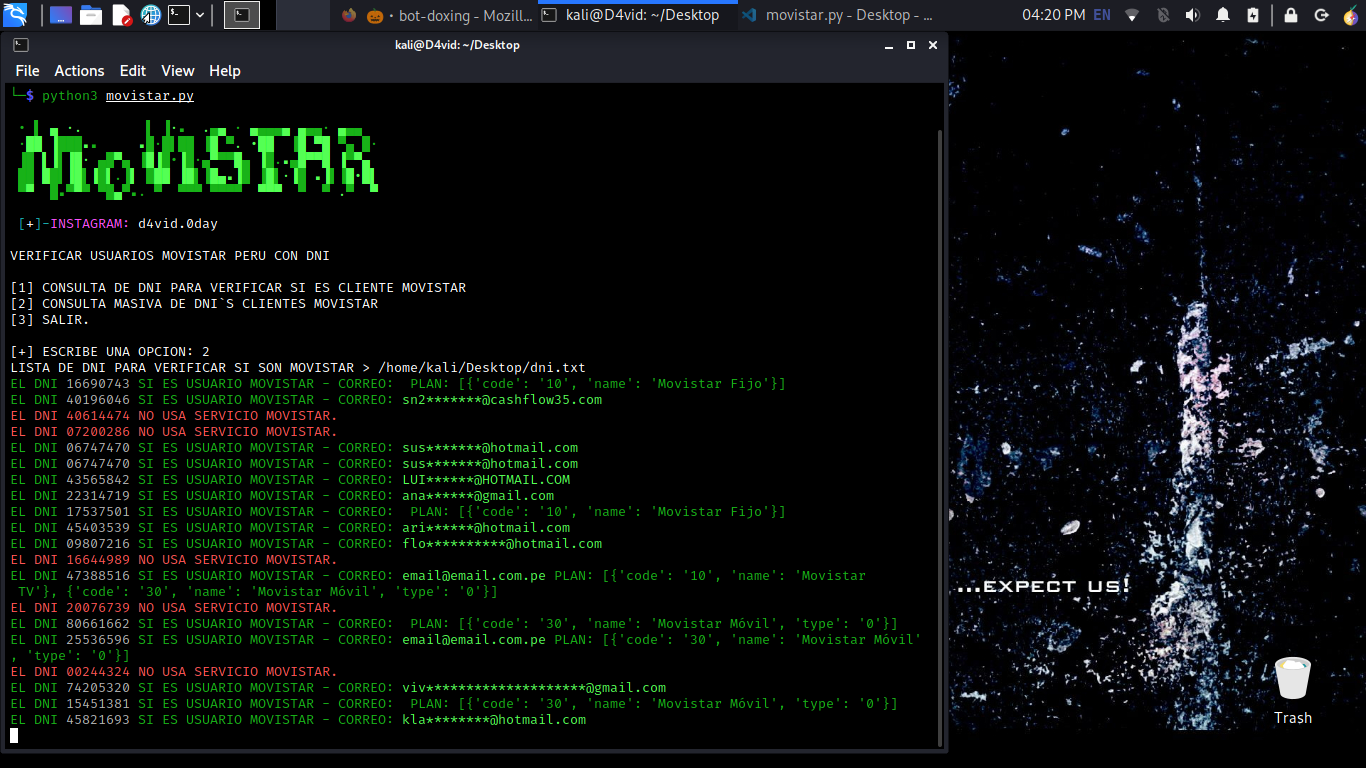 bot-doxing - Mozill...
kali@D4vid: ~/Desktop
movistar.py - Desktop - ...
04:20 PM
EN
kali@D4vid: ~/Desktop
File Actions Edit View Help
└─$ python3 movistar.py
MoViSTAR
[+]-INSTAGRAM: d4vid.0day
VERIFICAR USUARIOS MOVISTAR PERU CON DNI
[1] CONSULTA DE DNI PARA VERIFICAR SI ES CLIENTE MOVISTAR
[2] CONSULTA MASIVA DE DNI`S CLIENTES MOVISTAR
[3] SALIR.
[+] ESCRIBE UNA OPCION: 2
LISTA DE DNI PARA VERIFICAR SI SON MOVISTAR > /home/kali/Desktop/dni.txt
EL DNI 16690743 SI ES USUARIO MOVISTAR - CORREO:  PLAN: [{'code': '10', 'name': 'Movistar Fijo'}]
EL DNI 40196046 SI ES USUARIO MOVISTAR - CORREO: sn2*******@cashflow35.com
EL DNI 40614474 NO USA SERVICIO MOVISTAR.
EL DNI 07200286 NO USA SERVICIO MOVISTAR.
EL DNI 06747470 SI ES USUARIO MOVISTAR - CORREO: sus*******@hotmail.com
EL DNI 06747470 SI ES USUARIO MOVISTAR - CORREO: sus*******@hotmail.com
EL DNI 43565842 SI ES USUARIO MOVISTAR - CORREO: LUI******@HOTMAIL.COM
EL DNI 22314719 SI ES USUARIO MOVISTAR - CORREO: ana******@gmail.com
EL DNI 17537501 SI ES USUARIO MOVISTAR - CORREO:  PLAN: [{'code': '10', 'name': 'Movistar Fijo'}]
EL DNI 45403539 SI ES USUARIO MOVISTAR - CORREO: ari******@hotmail.com
EL DNI 09807216 SI ES USUARIO MOVISTAR - CORREO: flo**********@hotmail.com
EL DNI 16644989 NO USA SERVICIO MOVISTAR.
EL DNI 47388516 SI ES USUARIO MOVISTAR - CORREO: email@email.com.pe PLAN: [{'code': '10', 'name': 'Movistar
TV'}, {'code': '30', 'name': 'Movistar Móvil', 'type': '0'}]
EL DNI 20076739 NO USA SERVICIO MOVISTAR.
EL DNI 80661662 SI ES USUARIO MOVISTAR - CORREO:  PLAN: [{'code': '30', 'name': 'Movistar Móvil', 'type': '0'}]
EL DNI 25536596 SI ES USUARIO MOVISTAR - CORREO: email@email.com.pe PLAN: [{'code': '30', 'name': 'Movistar Móvil'
, 'type': '0'}]
EL DNI 00244324 NO USA SERVICIO MOVISTAR.
EL DNI 74205320 SI ES USUARIO MOVISTAR - CORREO: viv********************@gmail.com
EL DNI 15451381 SI ES USUARIO MOVISTAR - CORREO:  PLAN: [{'code': '30', 'name': 'Movistar Móvil', 'type': '0'}]
EL DNI 45821693 SI ES USUARIO MOVISTAR - CORREO: kla********@hotmail.com
...EXPECT US!
Trash